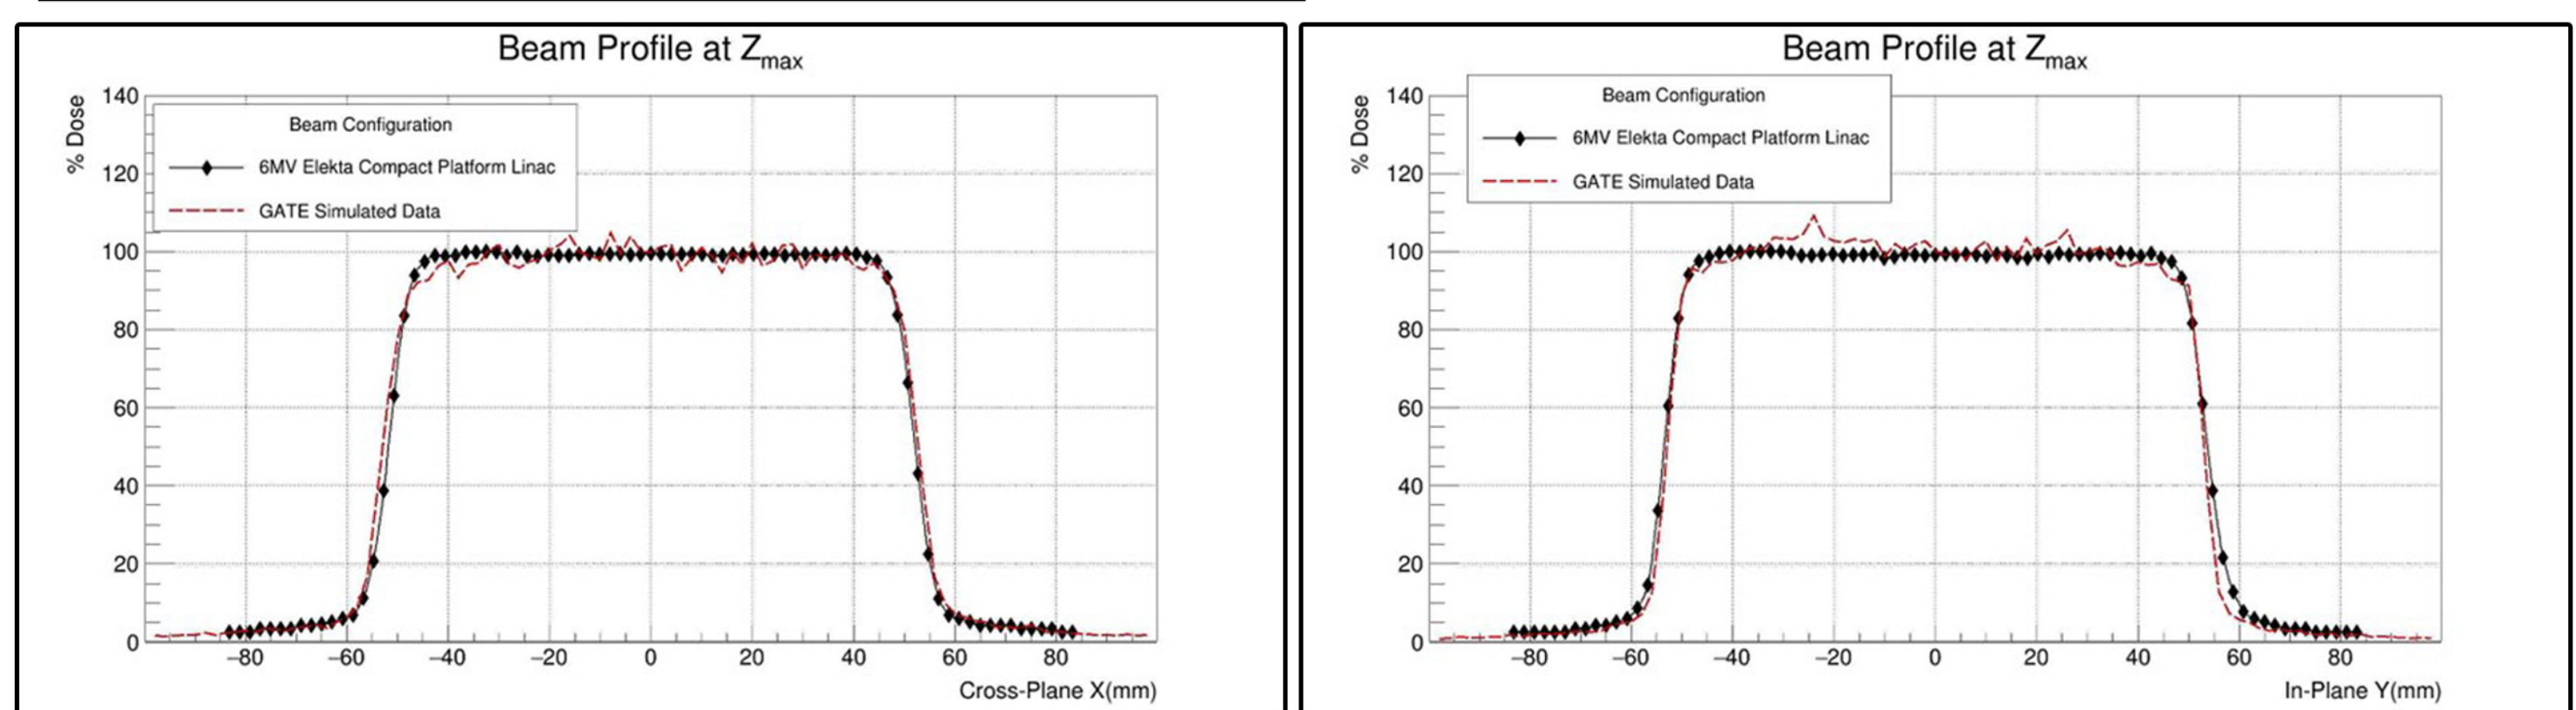 Beam Profile at Zmax
% Dose
140
120
100
80
60
40
20
0
Beam Configuration
6MV Elekta Compact Platform Linac
GATE Simulated Data
−80 −60 −40 −20 0 20 40 60 80
Cross-Plane X(mm)
Beam Profile at Zmax
% Dose
140
120
100
80
60
40
20
0
Beam Configuration
6MV Elekta Compact Platform Linac
GATE Simulated Data
−80 −60 −40 −20 0 20 40 60 80
In-Plane Y(mm)